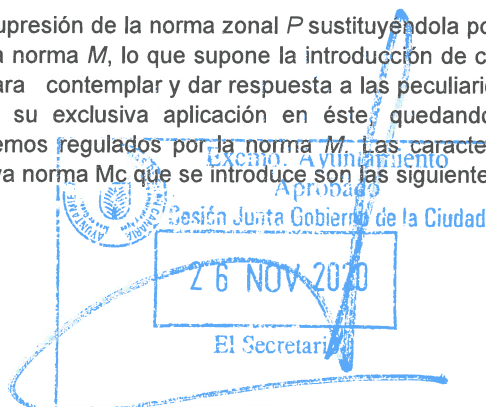 upresión de la norma zonal P sustituyéndola po
a norma M, lo que supone la introducción de c
ara contemplar y dar respuesta a las peculiari
su exclusiva aplicación en éste, quedando
emos regulados por la norma M. Las caracte
va norma Mc que se introduce son las siguiente
Excmo. Ayuntamiento
Aprobado
Sesión Junta Gobierno de la Ciudad
26 NOV 2020
El Secretario